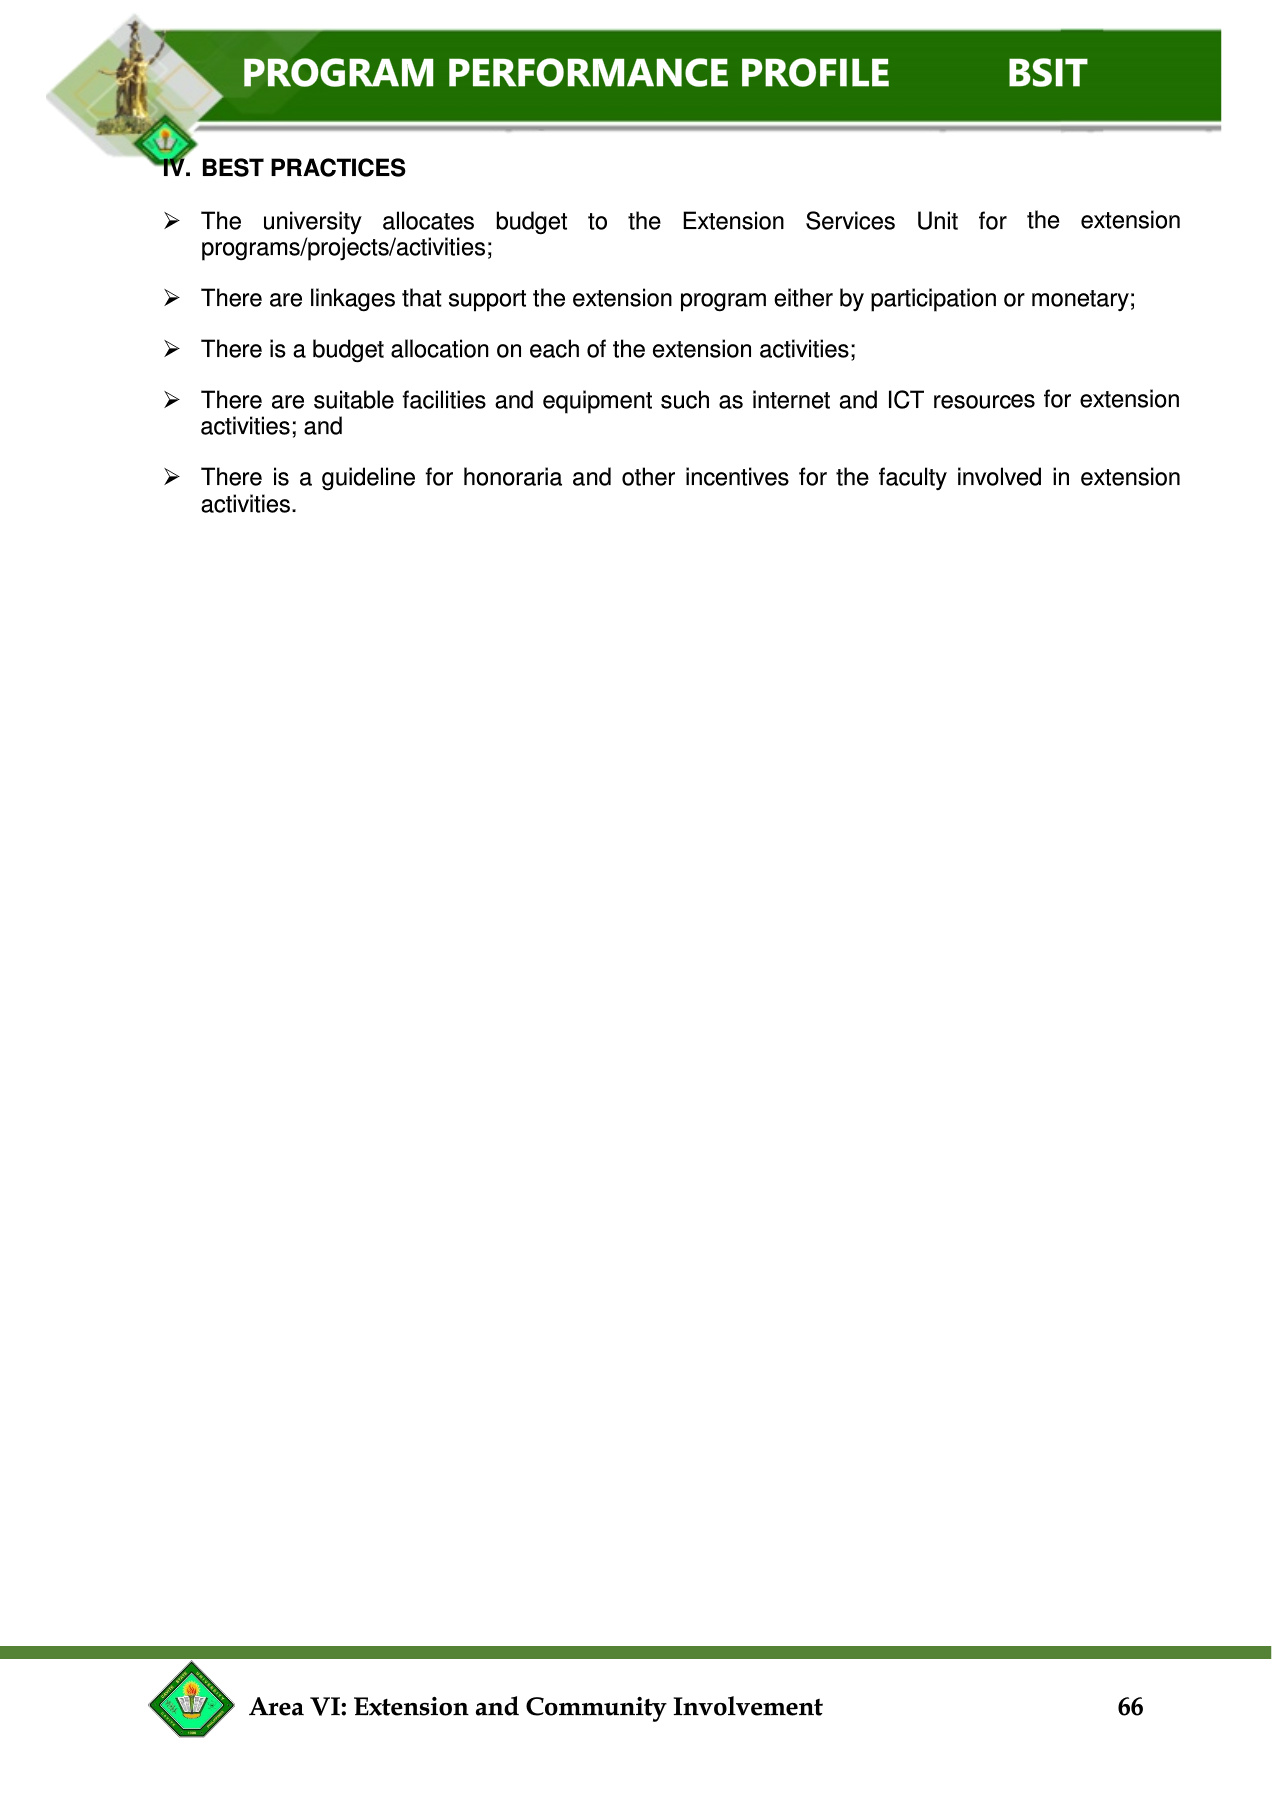 PROGRAM PERFORMANCE PROFILE BSIT
IV. BEST PRACTICES
➢ The university allocates budget to the Extension Services Unit for the extension
programs/projects/activities;
➢ There are linkages that support the extension program either by participation or monetary;
➢ There is a budget allocation on each of the extension activities;
➢ There are suitable facilities and equipment such as internet and ICT resources for extension
activities; and
➢ There is a guideline for honoraria and other incentives for the faculty involved in extension
activities.
Area VI: Extension and Community Involvement 66